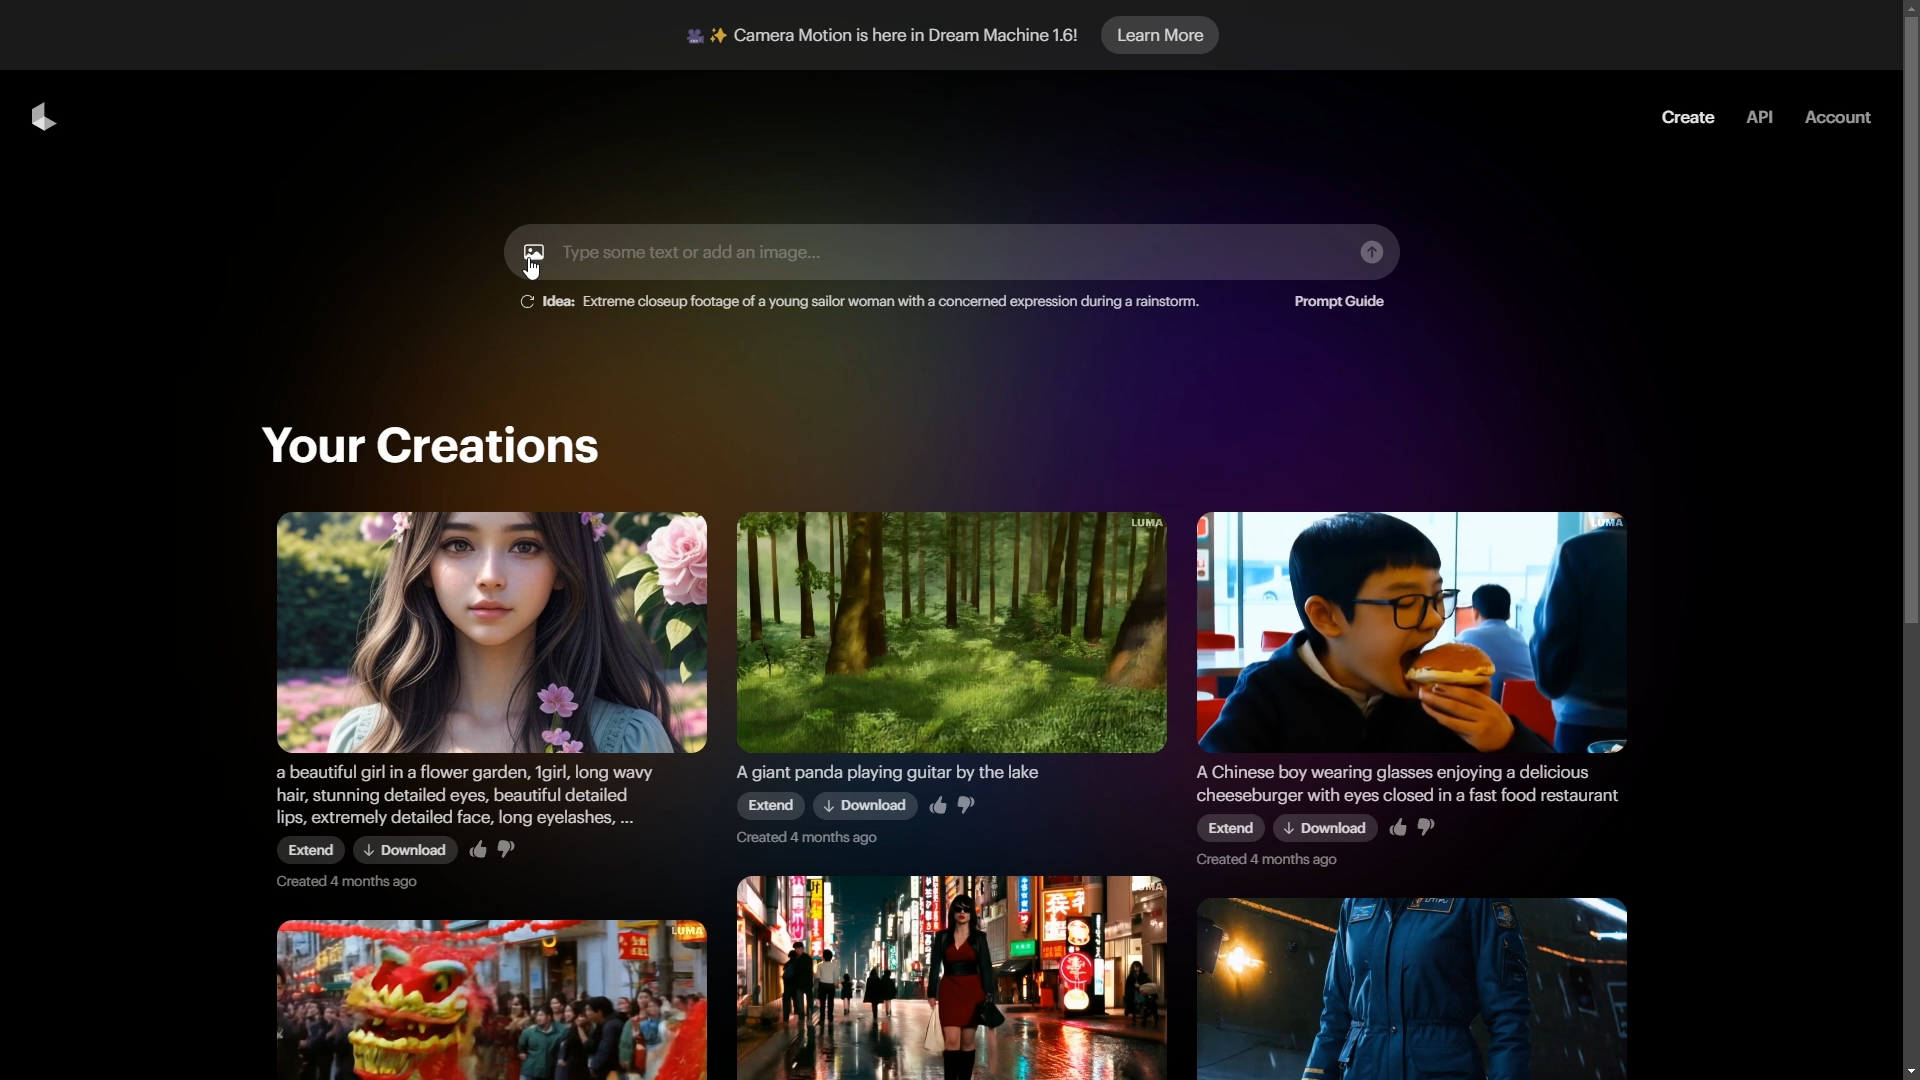 Camera Motion is here in Dream Machine 1.6!
Learn More
Create
API
Account
Type some text or add an image...
Idea: Extreme closeup footage of a young sailor woman with a concerned expression during a rainstorm.
Prompt Guide
Your Creations
LUMA
LUMA
a beautiful girl in a flower garden, 1girl, long wavy
hair, stunning detailed eyes, beautiful detailed
lips, extremely detailed face, long eyelashes, ...
Extend
Download
Created 4 months ago
A giant panda playing guitar by the lake
Extend
Download
Created 4 months ago
A Chinese boy wearing glasses enjoying a delicious
cheeseburger with eyes closed in a fast food restaurant
Extend
Download
Created 4 months ago
LUMA
LUMA